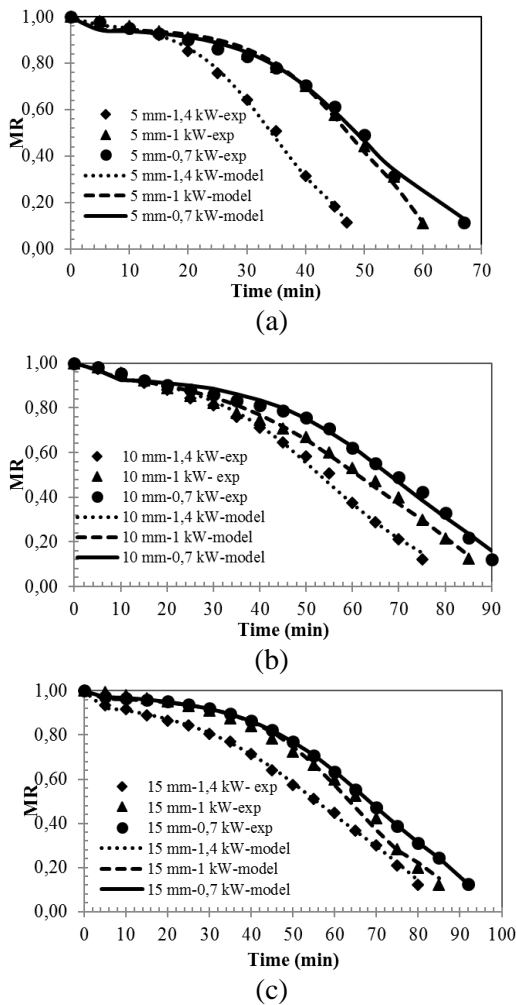 MR
1,00
0,80
0,60
0,40
0,20
0,00
5 mm-1,4 kW-exp
5 mm-1 kW-exp
5 mm-0,7 kW-exp
5 mm-1,4 kW-model
5 mm-1 kW-model
5 mm-0,7 kW-model
0 10 20 30 40 50 60 70
Time (min)
(a)
MR
1,00
0,80
0,60
0,40
0,20
0,00
10 mm-1,4 kW-exp
10 mm-1 kW- exp
10 mm-0,7 kW-exp
10 mm-1,4 kW-model
10 mm-1 kW-model
10 mm-0,7 kW-model
0 10 20 30 40 50 60 70 80 90
Time (min)
(b)
MR
1,00
0,80
0,60
0,40
0,20
0,00
15 mm-1,4 kW- exp
15 mm-1 kW-exp
15 mm-0,7 kW-exp
15 mm-1,4 kW-model
15 mm-1 kW-model
15 mm-0,7 kW-model
0 10 20 30 40 50 60 70 80 90 100
Time (min)
(c)